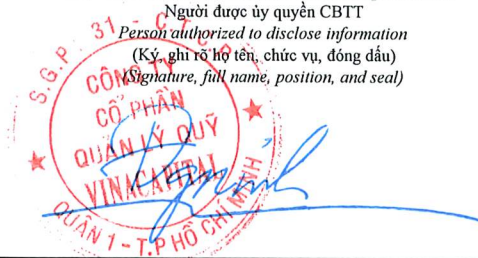 Người được ủy quyền CBTT
Person authorized to disclose information
(Ký, ghi rõ họ tên, chức vụ, đóng dấu)
(Signature, full name, position, and seal)
S.G.P: 31 - C.T.C.P
CÔNG TY
CỔ PHẦN
QUẢN LÝ QUỸ
VINACAPITAL
QUẬN 1 - T.P HỒ CHÍ MINH